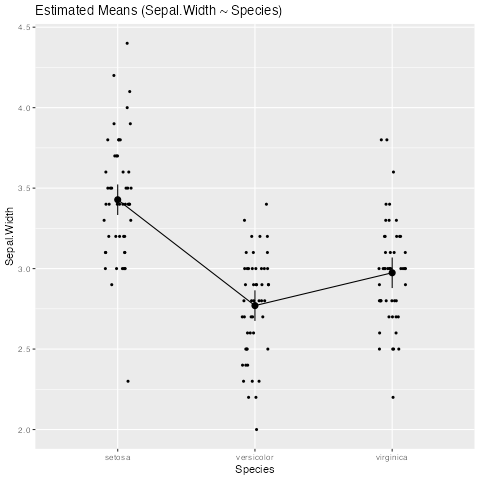 Estimated Means (Sepal.Width ~ Species)
4.5
4.0
3.5
3.0
2.5
2.0
Sepal.Width
setosa
versicolor
virginica
Species